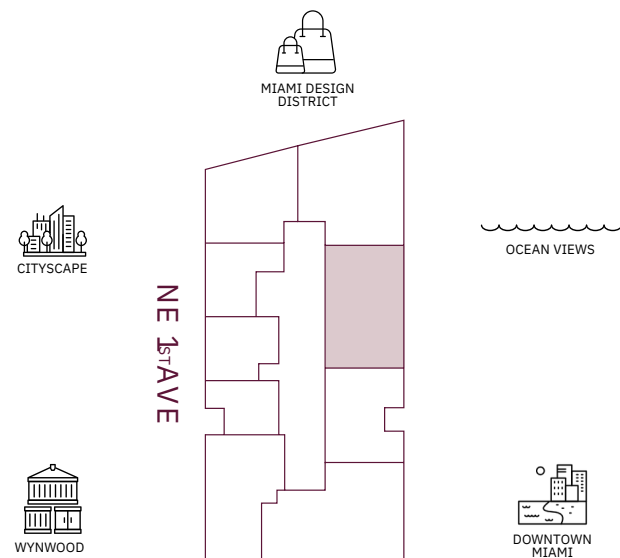 MIAMI DESIGN
DISTRICT
CITYSCAPE
OCEAN VIEWS
NE 1ST AVE
WYNWOOD
DOWNTOWN
MIAMI